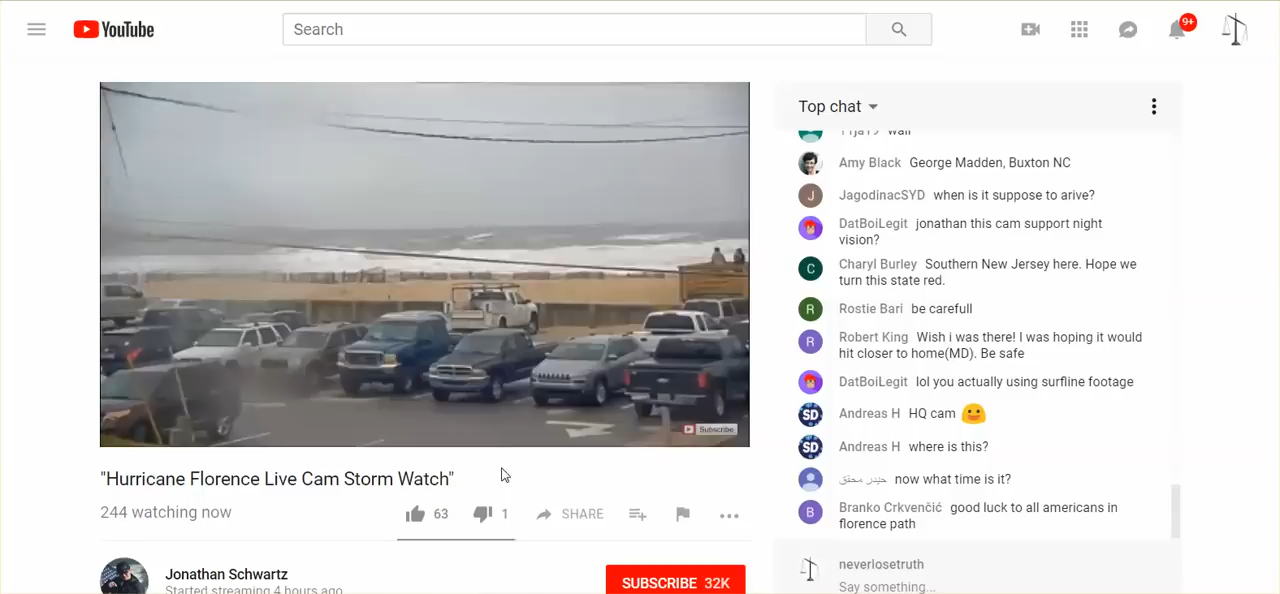 YouTube
Search
9+
Top chat
Amy Black George Madden, Buxton NC
J
JagodinacSYD when is it suppose to arive?
DatBoiLegit jonathan this cam support night
vision?
C
Charyl Burley Southern New Jersey here. Hope we
turn this state red.
R
Rostie Bari be carefull
R
Robert King Wish i was there! I was hoping it would
hit closer to home(MD). Be safe
DatBoiLegit lol you actually using surfline footage
SD
Andreas H HQ cam
SD
Andreas H where is this?
حيدر محقق now what time is it?
B
Branko Crkvenčić good luck to all americans in
florence path
neverlosetruth
Say something...
Subscribe
"Hurricane Florence Live Cam Storm Watch"
244 watching now
63
1
SHARE
Jonathan Schwartz
Started streaming 4 hours ago
SUBSCRIBE 32K